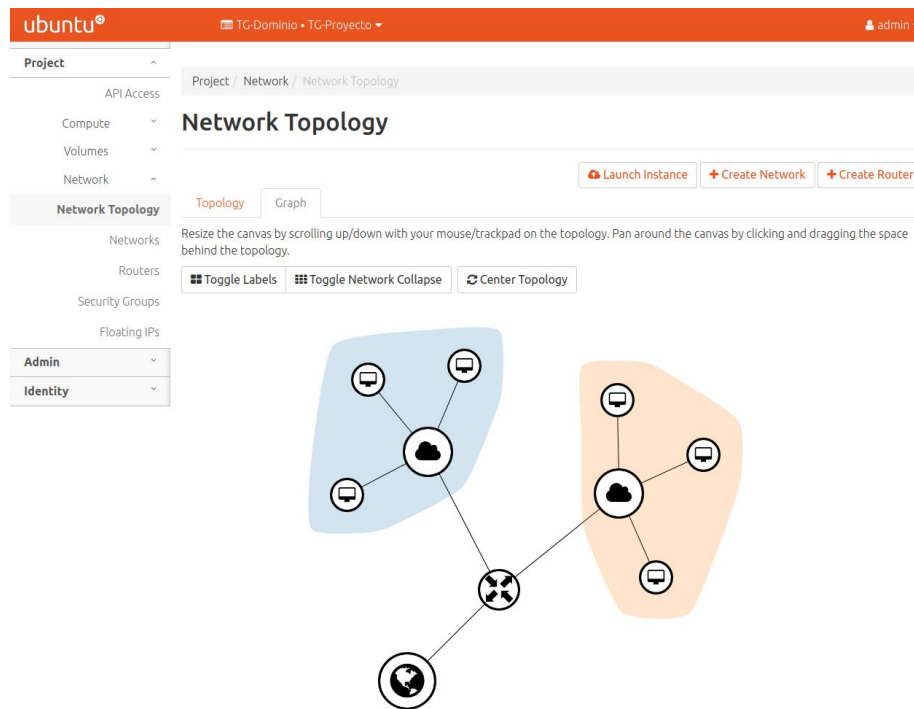 ubuntu®
TG-Dominio • TG-Proyecto
admin
Project
API Access
Compute
Volumes
Network
Network Topology
Networks
Routers
Security Groups
Floating IPs
Admin
Identity
Project / Network / Network Topology
Network Topology
Launch Instance
+ Create Network
+ Create Router
Topology
Graph
Resize the canvas by scrolling up/down with your mouse/trackpad on the topology. Pan around the canvas by clicking and dragging the space
behind the topology.
Toggle Labels
Toggle Network Collapse
Center Topology